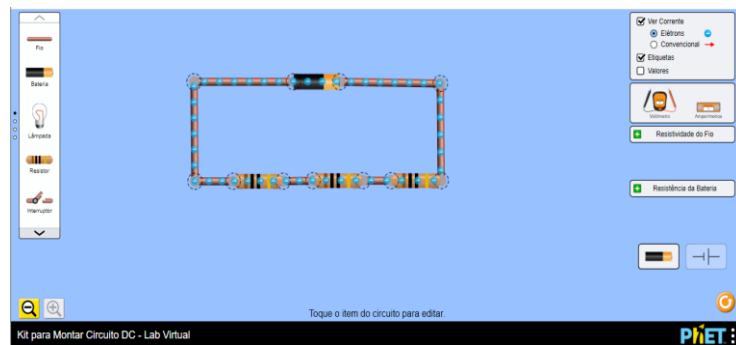 Fio
Bateria
Lâmpada
Resistor
Interruptor
Ver Corrente
Elétrons
Convencional
Etiquetas
Valores
Voltímetro
Amperímetros
Resistividade do Fio
Resistência da Bateria
Toque o item do circuito para editar.
Kit para Montar Circuito DC - Lab Virtual
PhET